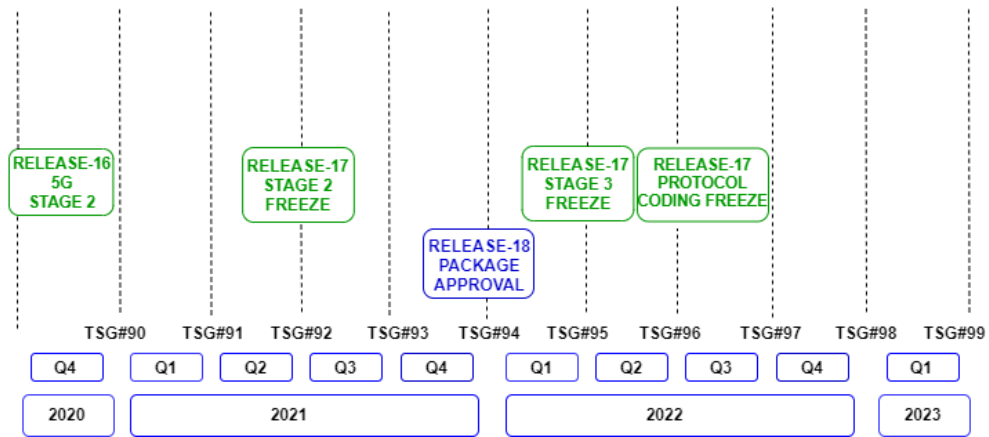 RELEASE-16
5G
STAGE 2
RELEASE-17
STAGE 2
FREEZE
RELEASE-17
STAGE 3
FREEZE
RELEASE-17
PROTOCOL
CODING FREEZE
RELEASE-18
PACKAGE
APPROVAL
TSG#90 TSG#91 TSG#92 TSG#93 TSG#94 TSG#95 TSG#96 TSG#97 TSG#98 TSG#99
Q4 Q1 Q2 Q3 Q4 Q1 Q2 Q3 Q4 Q1
2020 2021 2022 2023